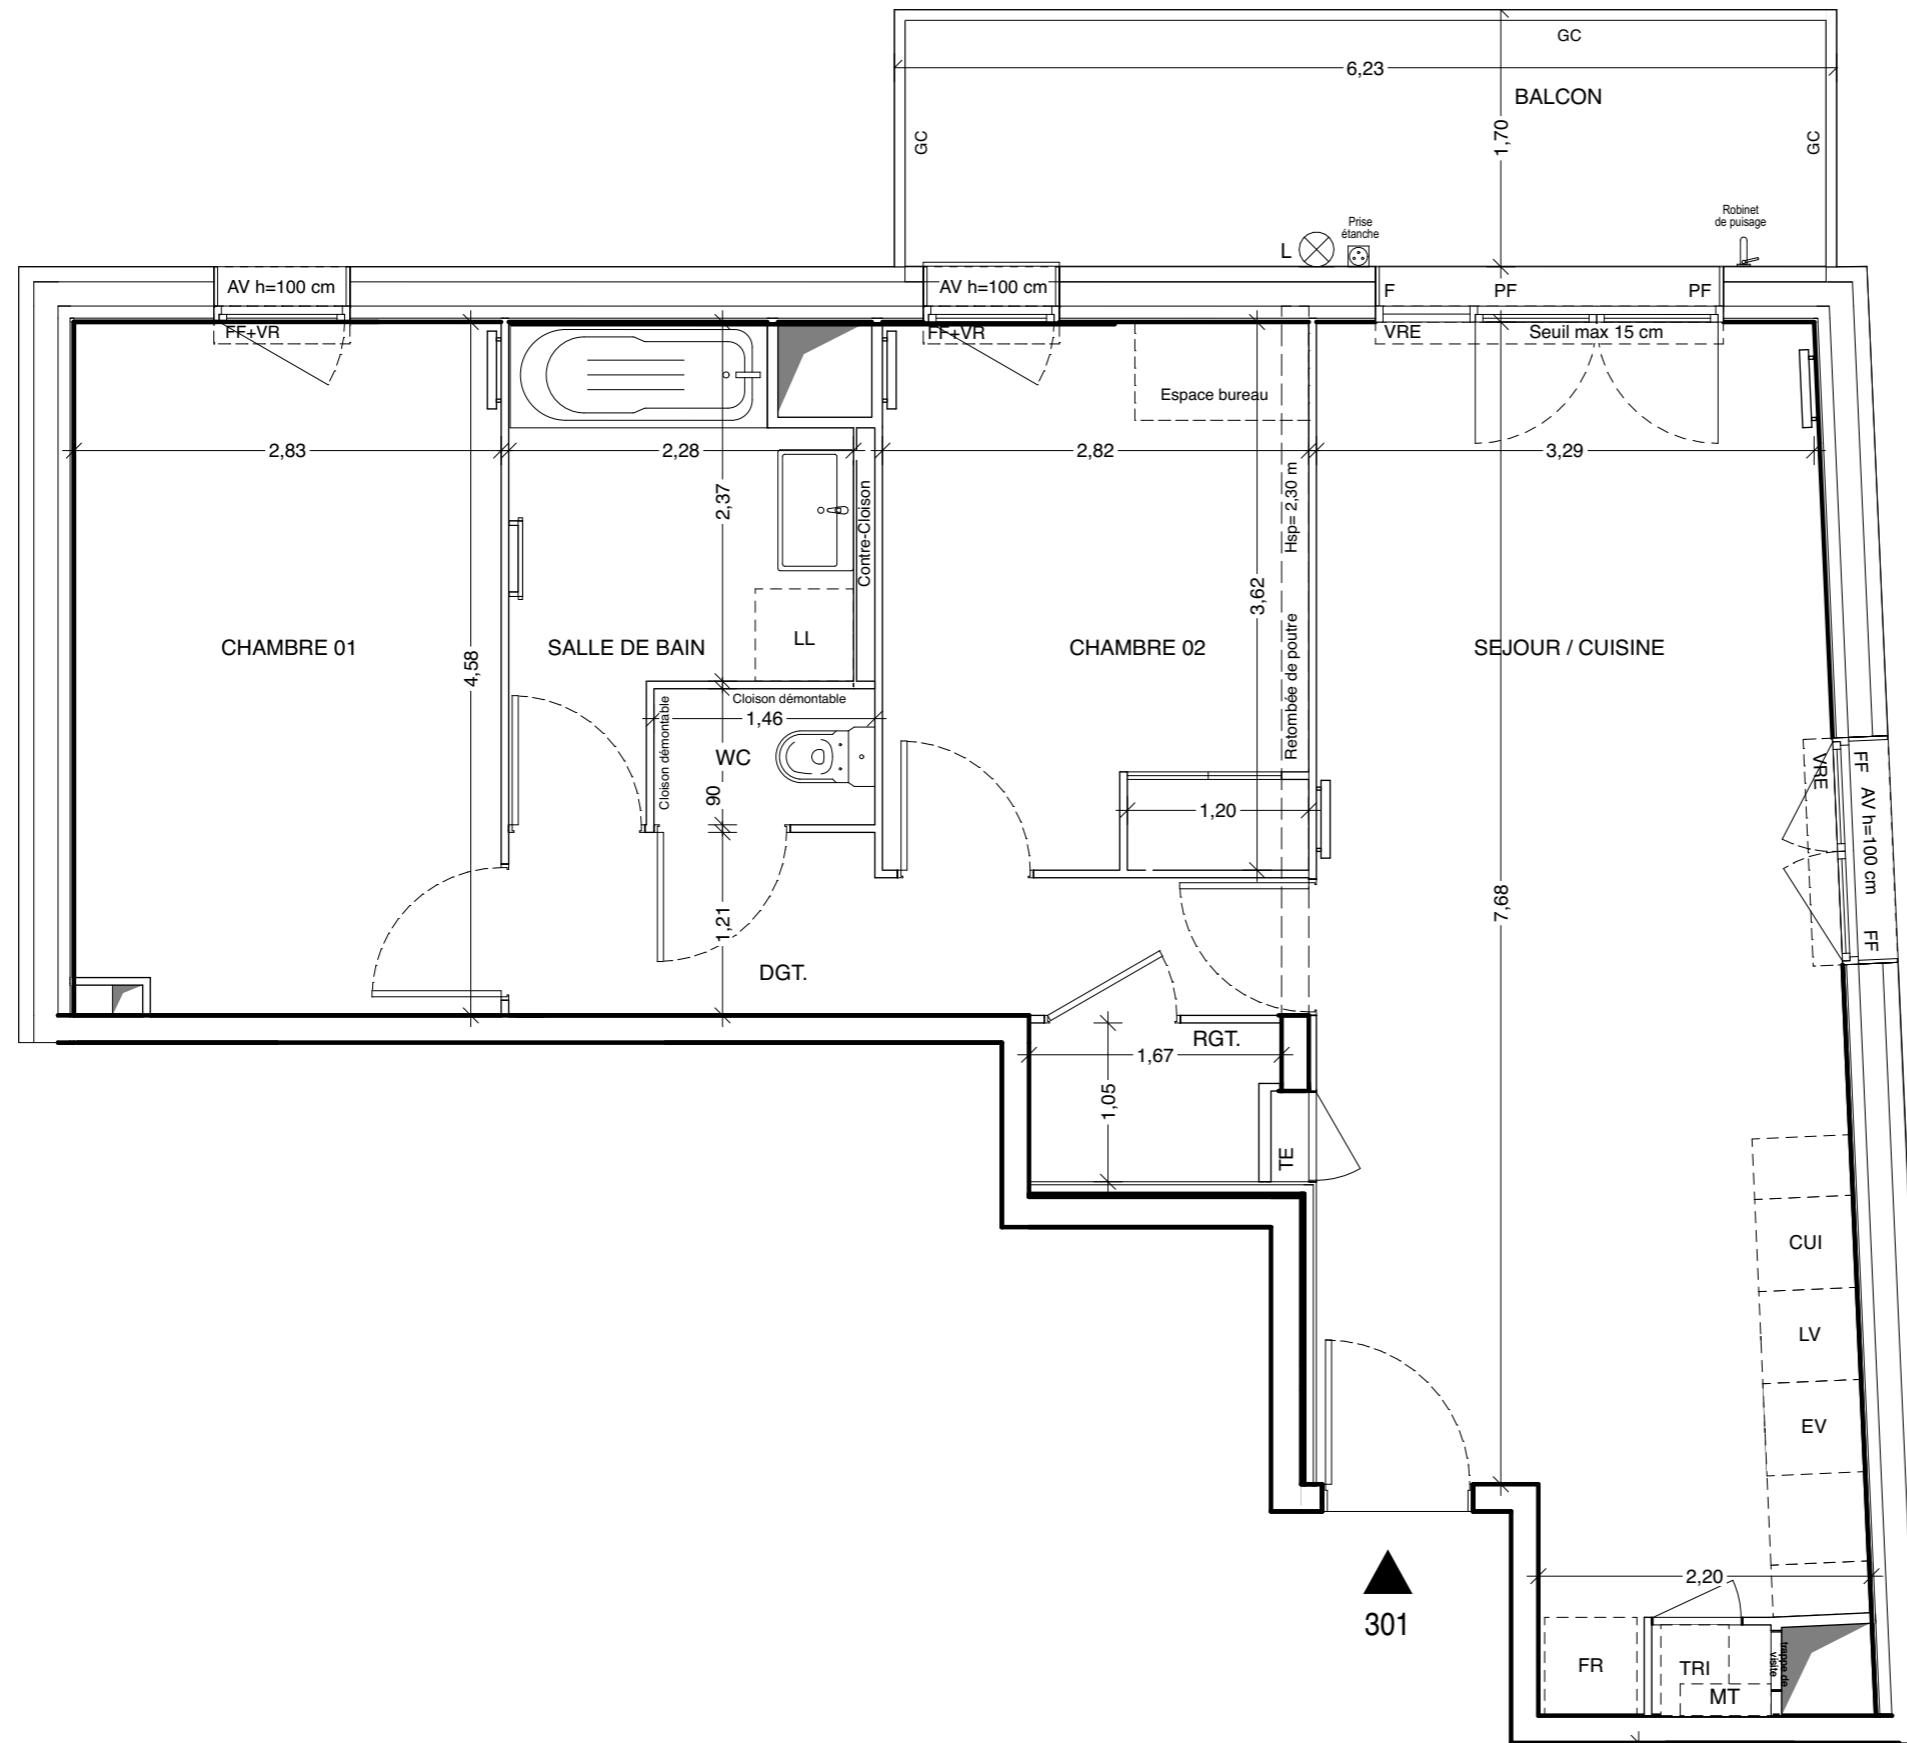 GC
6,23
BALCON
1,70
GC
GC
Prise
étanche
L
Robinet
de puisage
AV h=100 cm
AV h=100 cm
F
PF
PF
FF+VR
FF+VR
VRE
Seuil max 15 cm
Espace bureau
2,83
2,28
2,82
3,29
2,37
Contre-Cloison
Hsp= 2,30 m
3,62
CHAMBRE 01
4,58
SALLE DE BAIN
LL
CHAMBRE 02
Retombée de poutre
SEJOUR / CUISINE
Cloison démontable
Cloison démontable
1,46
WC
90
1,20
VRE
FF
AV h=100 cm
FF
7,68
1,21
DGT.
RGT.
1,67
1,05
TE
CUI
LV
EV
2,20
301
FR
TRI
MT
trappe de
visite